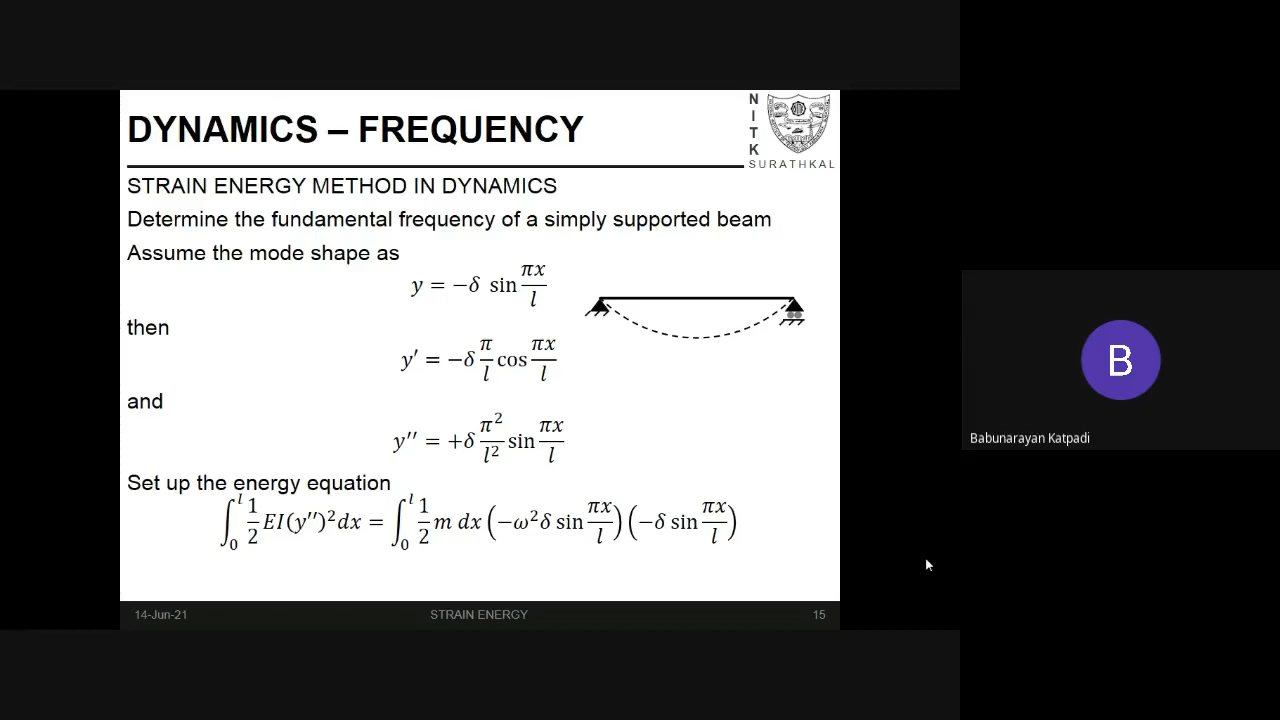 DYNAMICS – FREQUENCY
N
I
T
K
SURATHKAL
STRAIN ENERGY METHOD IN DYNAMICS
Determine the fundamental frequency of a simply supported beam
Assume the mode shape as
y = −δ sin πx/l
then
y′ = −δ π/l cos πx/l
and
y′′ = +δ π²/l² sin πx/l
Set up the energy equation
∫₀ˡ 1/2 EI(y′′)² dx = ∫₀ˡ 1/2 m dx (−ω²δ sin πx/l)(−δ sin πx/l)
14-Jun-21
STRAIN ENERGY
15
B
Babunarayan Katpadi